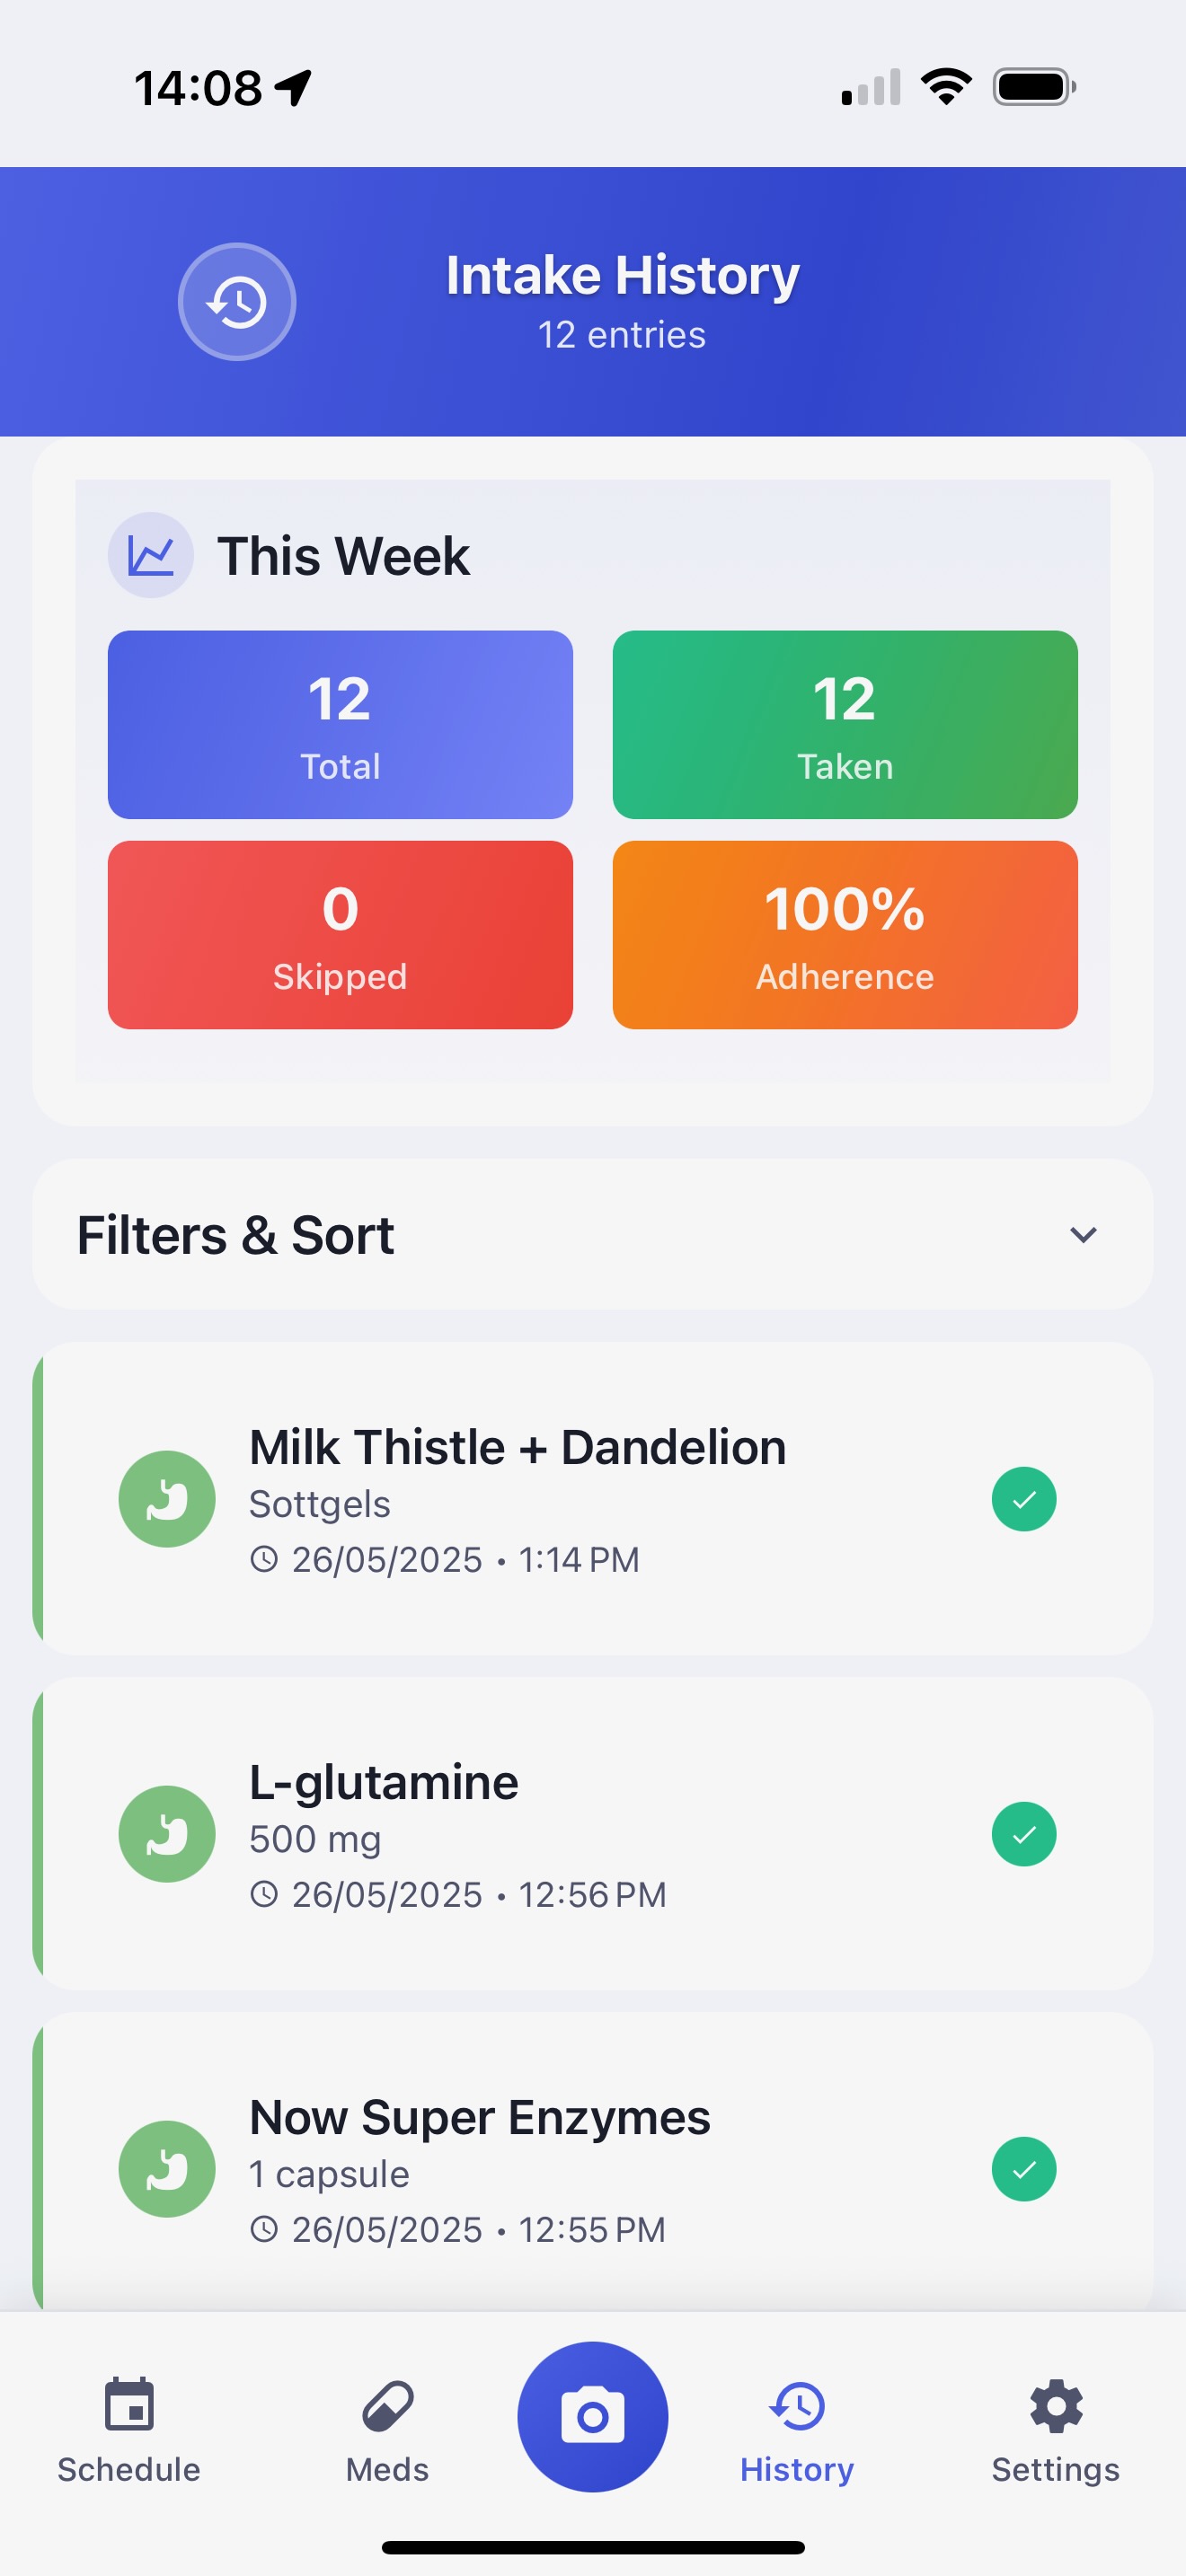 14:08
Intake History
12 entries
This Week
12
Total
12
Taken
0
Skipped
100%
Adherence
Filters & Sort
Milk Thistle + Dandelion
Sottgels
26/05/2025 • 1:14 PM
L-glutamine
500 mg
26/05/2025 • 12:56 PM
Now Super Enzymes
1 capsule
26/05/2025 • 12:55 PM
Schedule
Meds
History
Settings